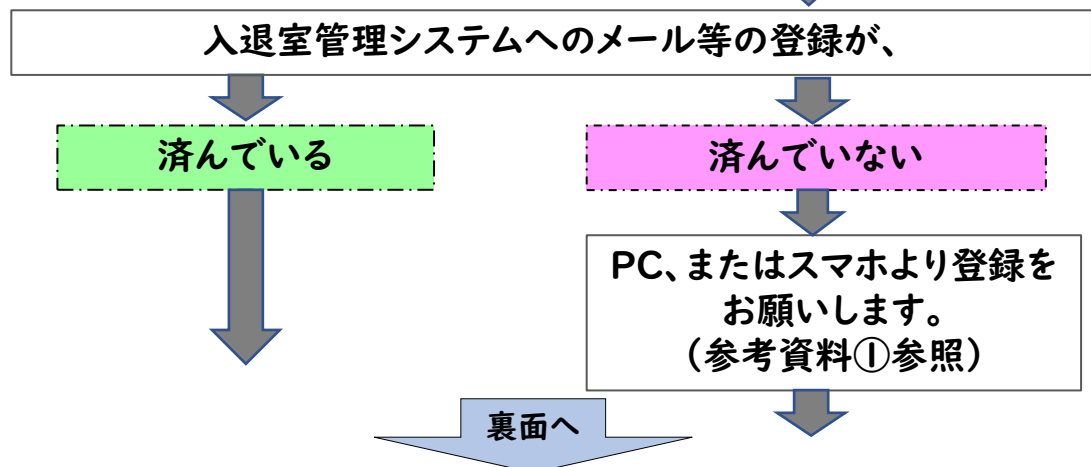 入退室管理システムへのメール等の登録が、
済んでいる
済んでいない
PC、またはスマホより登録を
お願いします。
(参考資料①参照)
裏面へ